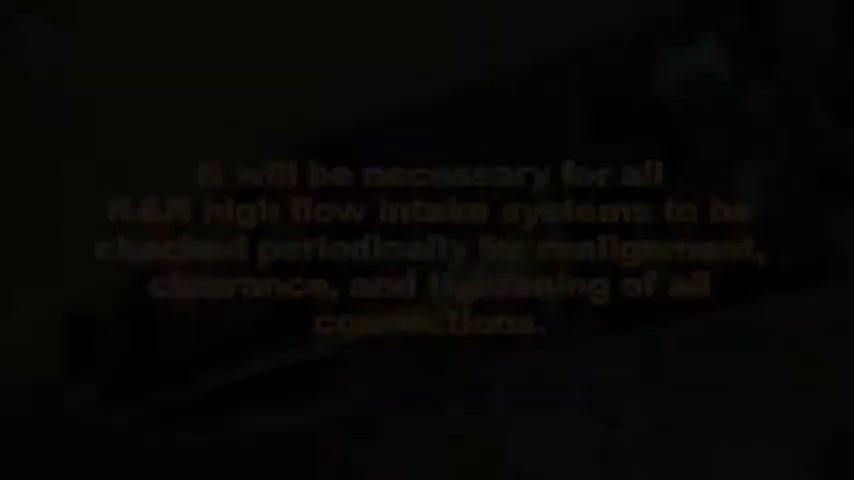 It will be necessary for all
K&N high flow intake systems to be
checked periodically for realignment,
clearance, and tightening of all
connections.